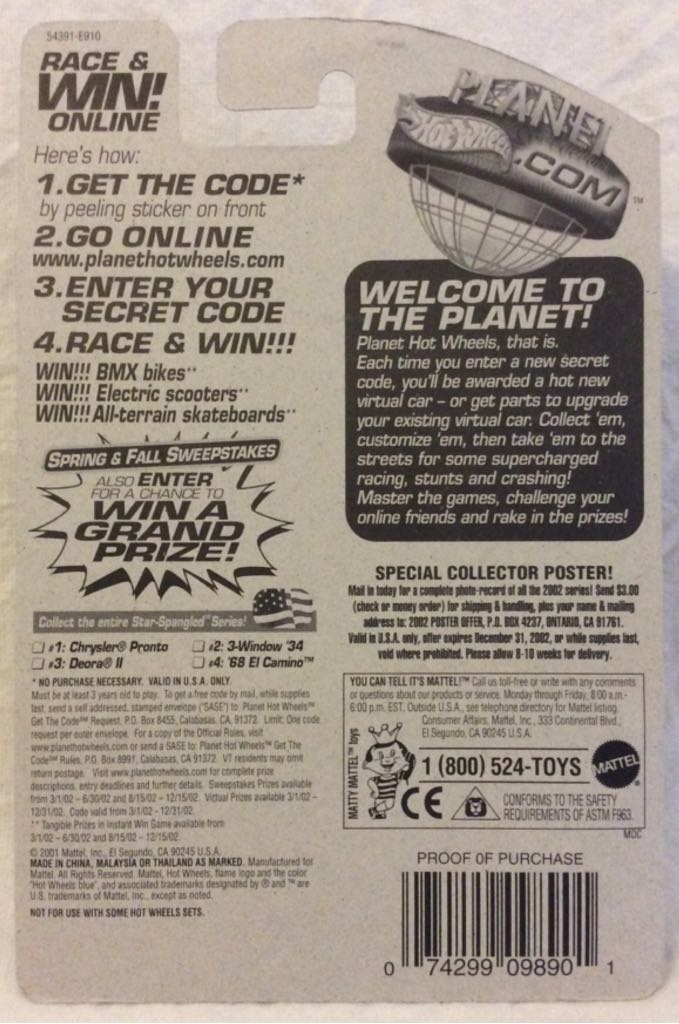 54391-E910
RACE &
WIN!
ONLINE
Here's how:
1.GET THE CODE*
by peeling sticker on front
2.GO ONLINE
www.planethotwheels.com
3.ENTER YOUR
SECRET CODE
4.RACE & WIN!!!
WIN!!! BMX bikes**
WIN!!! Electric scooters**
WIN!!! All-terrain skateboards**
SPRING & FALL SWEEPSTAKES
ALSO ENTER
FOR A CHANCE TO
WIN A
GRAND
PRIZE!
Collect the entire Star-Spangled™ Series!
#1: Chrysler® Pronto #2: 3-Window '34
#3: Deora® II #4: '68 El Camino™
* NO PURCHASE NECESSARY. VALID IN U.S.A. ONLY.
Must be at least 3 years old to play. To get a free code by mail, while supplies
last, send a self addressed, stamped envelope ("SASE") to: Planet Hot Wheels™
Get The Code℠ Request, P.O. Box 8455, Calabasas, CA. 91372. Limit: One code
request per outer envelope. For a copy of the Official Rules, visit
www.planethotwheels.com or send a SASE to: Planet Hot Wheels™ Get The
Code℠ Rules, P.O. Box 8991, Calabasas, CA 91372. VT residents may omit
return postage. Visit www.planethotwheels.com for complete prize
descriptions, entry deadlines and further details. Sweepstakes Prizes available
from 3/1/02 - 6/30/02 and 8/15/02 - 12/15/02. Virtual Prizes available 3/1/02 -
12/31/02. Code valid from 3/1/02 -12/31/02.
** Tangible Prizes in Instant Win Game available from
3/1/02 - 6/30/02 and 8/15/02 - 12/15/02.
© 2001 Mattel, Inc., El Segundo, CA 90245 U.S.A.
MADE IN CHINA, MALAYSIA OR THAILAND AS MARKED. Manufactured for
Mattel. All Rights Reserved. Mattel, Hot Wheels, flame logo and the color
"Hot Wheels blue", and associated trademarks designated by ® and ™ are
U.S. trademarks of Mattel, Inc., except as noted.
NOT FOR USE WITH SOME HOT WHEELS SETS.
PLANET
Hot Wheels
.COM
™
WELCOME TO
THE PLANET!
Planet Hot Wheels, that is.
Each time you enter a new secret
code, you'll be awarded a hot new
virtual car – or get parts to upgrade
your existing virtual car. Collect 'em,
customize 'em, then take 'em to the
streets for some supercharged
racing, stunts and crashing!
Master the games, challenge your
online friends and rake in the prizes!
SPECIAL COLLECTOR POSTER!
Mail in today for a complete photo-record of all the 2002 series! Send $3.00
(check or money order) for shipping & handling, plus your name & mailing
address to: 2002 POSTER OFFER, P.O. BOX 4237, ONTARIO, CA 91761.
Valid in U.S.A. only, offer expires December 31, 2002, or while supplies last,
void where prohibited. Please allow 8-10 weeks for delivery.
YOU CAN TELL IT'S MATTEL!™ Call us toll-free or write with any comments
or questions about our products or service. Monday through Friday, 8:00 a.m.-
6:00 p.m. EST. Outside U.S.A., see telephone directory for Mattel listing.
Consumer Affairs, Mattel, Inc., 333 Continental Blvd.,
El Segundo, CA 90245 U.S.A.
MATTY MATTEL™ toys
1 (800) 524-TOYS
MATTEL®
CE
CONFORMS TO THE SAFETY
REQUIREMENTS OF ASTM F963.
MDC
PROOF OF PURCHASE
0 74299 09890 1